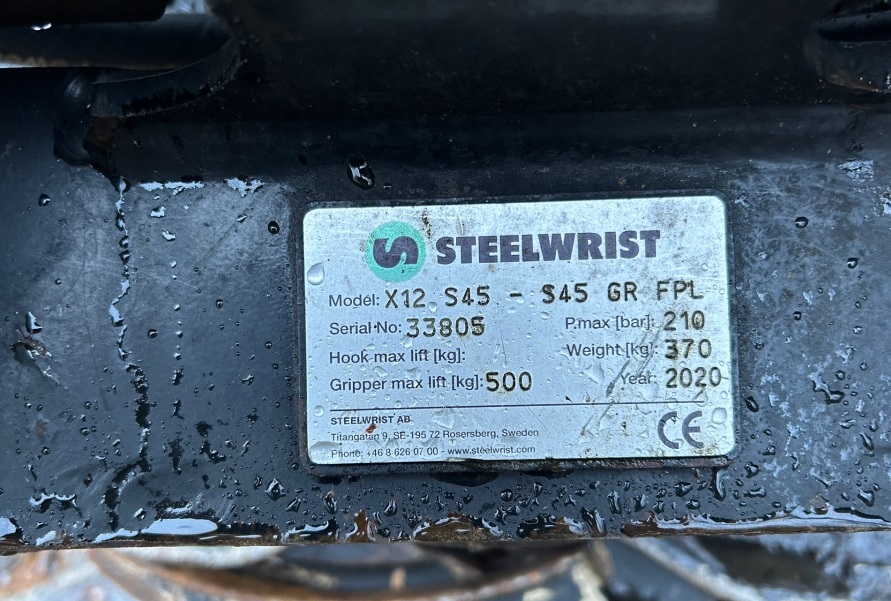 STEELWRIST
Model: X12 S45 - S45 GR FPL
Serial No: 33805 P.max [bar]: 210
Hook max lift [kg]: Weight [kg]: 370
Gripper max lift [kg]: 500 Year: 2020
STEELWRIST AB
Titangatan 9, SE-195 72 Rosersberg, Sweden
Phone: +46 8 626 07 00 - www.steelwrist.com
CE